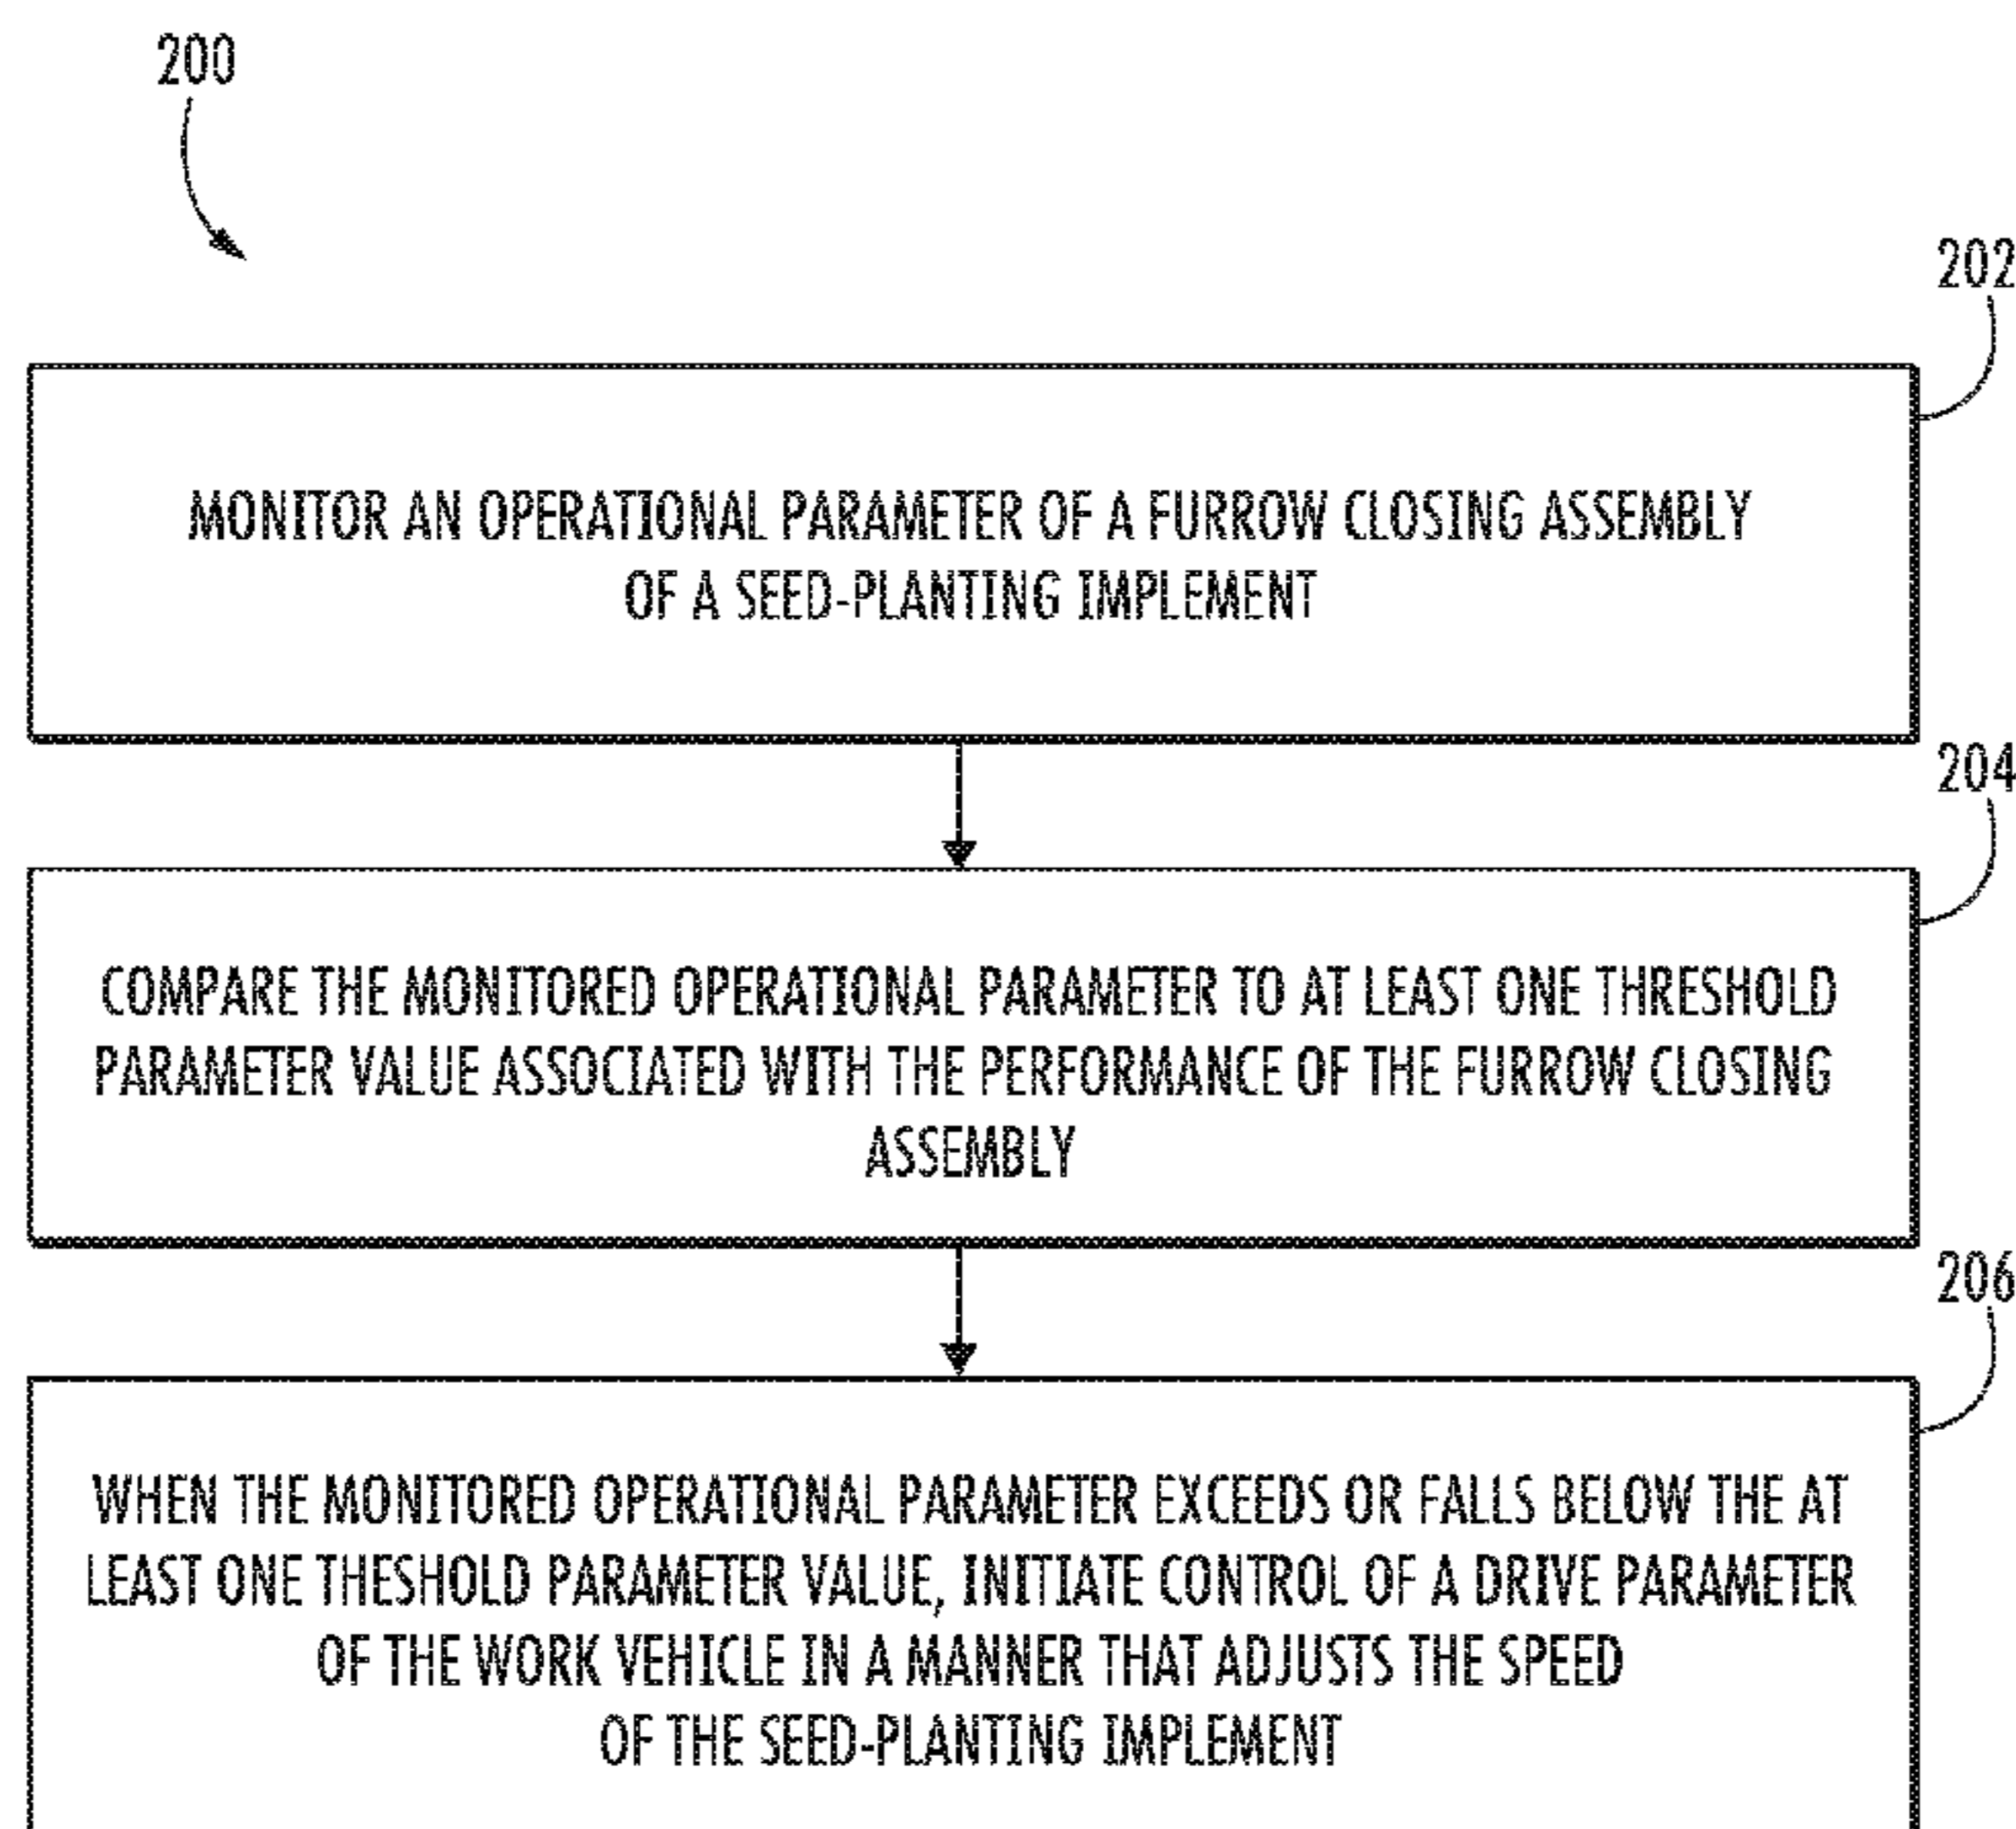 200
202
MONITOR AN OPERATIONAL PARAMETER OF A FURROW CLOSING ASSEMBLY
OF A SEED-PLANTING IMPLEMENT
204
COMPARE THE MONITORED OPERATIONAL PARAMETER TO AT LEAST ONE THRESHOLD
PARAMETER VALUE ASSOCIATED WITH THE PERFORMANCE OF THE FURROW CLOSING
ASSEMBLY
206
WHEN THE MONITORED OPERATIONAL PARAMETER EXCEEDS OR FALLS BELOW THE AT
LEAST ONE THESHOLD PARAMETER VALUE, INITIATE CONTROL OF A DRIVE PARAMETER
OF THE WORK VEHICLE IN A MANNER THAT ADJUSTS THE SPEED
OF THE SEED-PLANTING IMPLEMENT